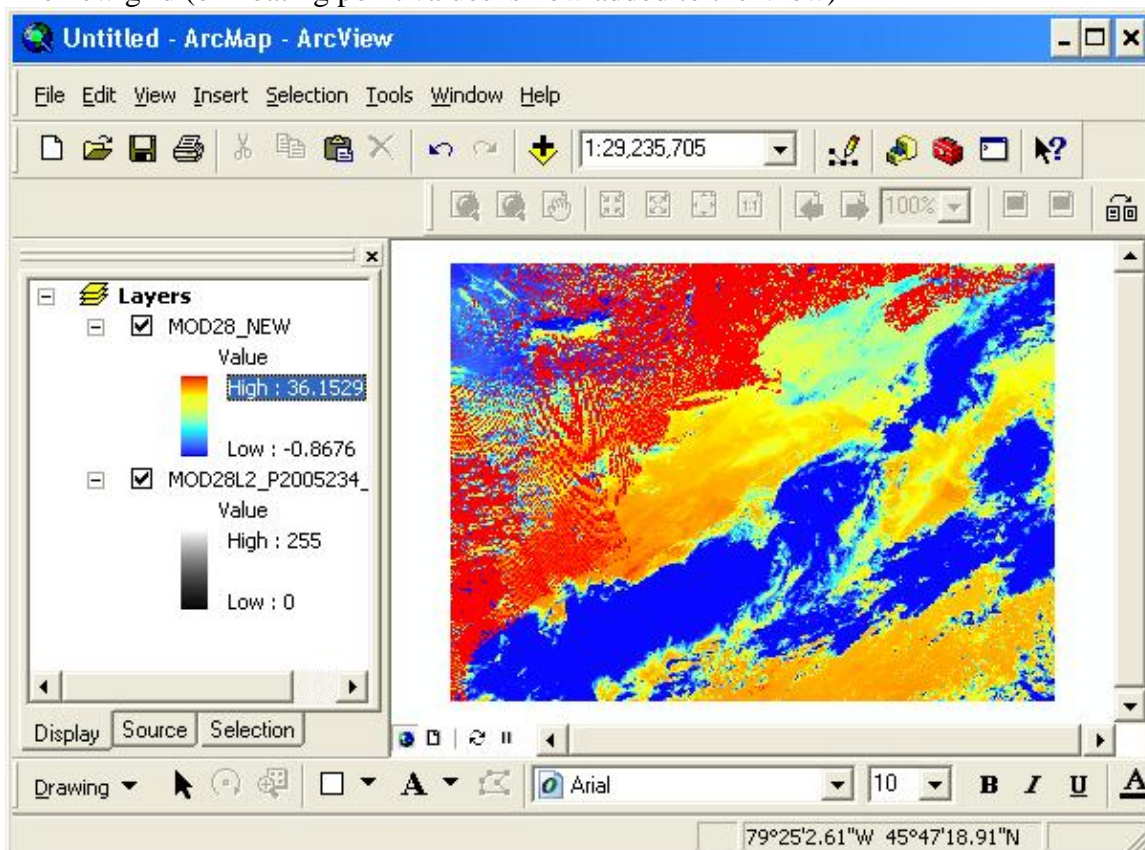 Untitled - ArcMap - ArcView
File Edit View Insert Selection Tools Window Help
1:29,235,705
100%
Layers
MOD28_NEW
Value
High : 36.1529
Low : -0.8676
MOD28L2_P2005234_
Value
High : 255
Low : 0
Display Source Selection
Drawing A Arial 10 B I U A
79°25'2.61"W 45°47'18.91"N